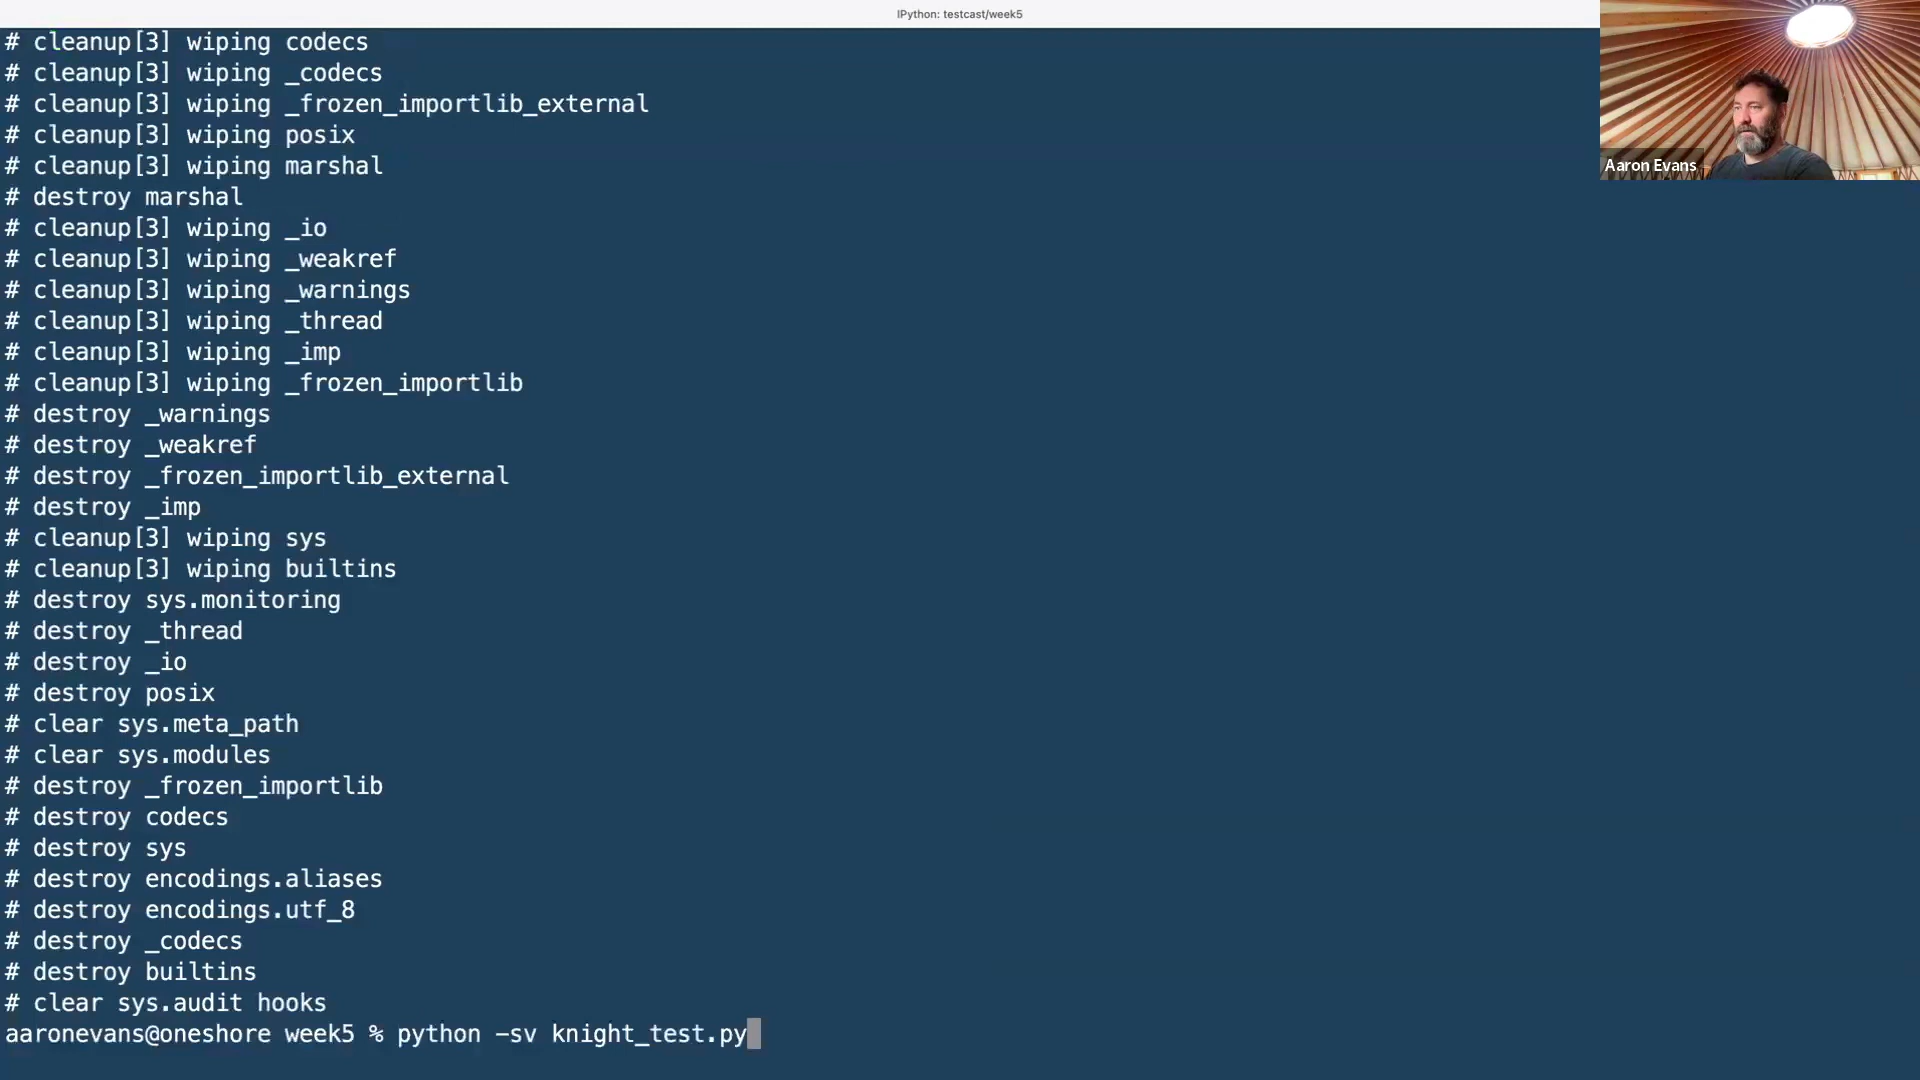 IPython: testcast/week5
# cleanup[3] wiping codecs
# cleanup[3] wiping _codecs
# cleanup[3] wiping _frozen_importlib_external
# cleanup[3] wiping posix
# cleanup[3] wiping marshal
# destroy marshal
# cleanup[3] wiping _io
# cleanup[3] wiping _weakref
# cleanup[3] wiping _warnings
# cleanup[3] wiping _thread
# cleanup[3] wiping _imp
# cleanup[3] wiping _frozen_importlib
# destroy _warnings
# destroy _weakref
# destroy _frozen_importlib_external
# destroy _imp
# cleanup[3] wiping sys
# cleanup[3] wiping builtins
# destroy sys.monitoring
# destroy _thread
# destroy _io
# destroy posix
# clear sys.meta_path
# clear sys.modules
# destroy _frozen_importlib
# destroy codecs
# destroy sys
# destroy encodings.aliases
# destroy encodings.utf_8
# destroy _codecs
# destroy builtins
# clear sys.audit hooks
aaronevans@oneshore week5 % python -sv knight_test.py
Aaron Evans